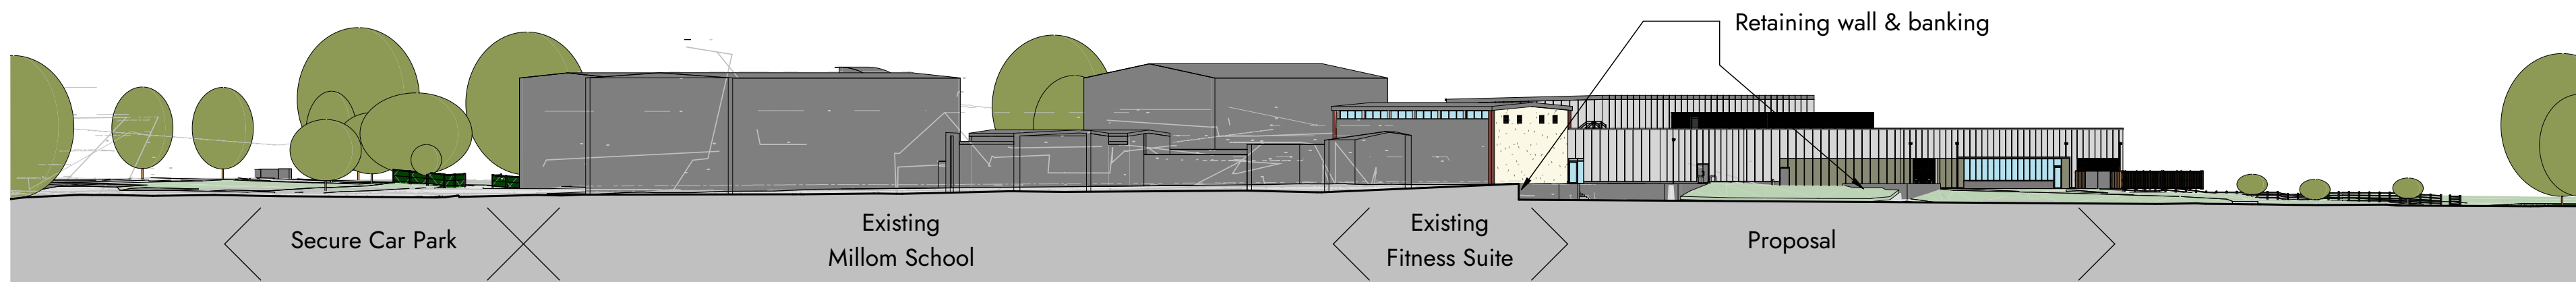 Retaining wall & banking
Secure Car Park
Existing
Millom School
Existing
Fitness Suite
Proposal